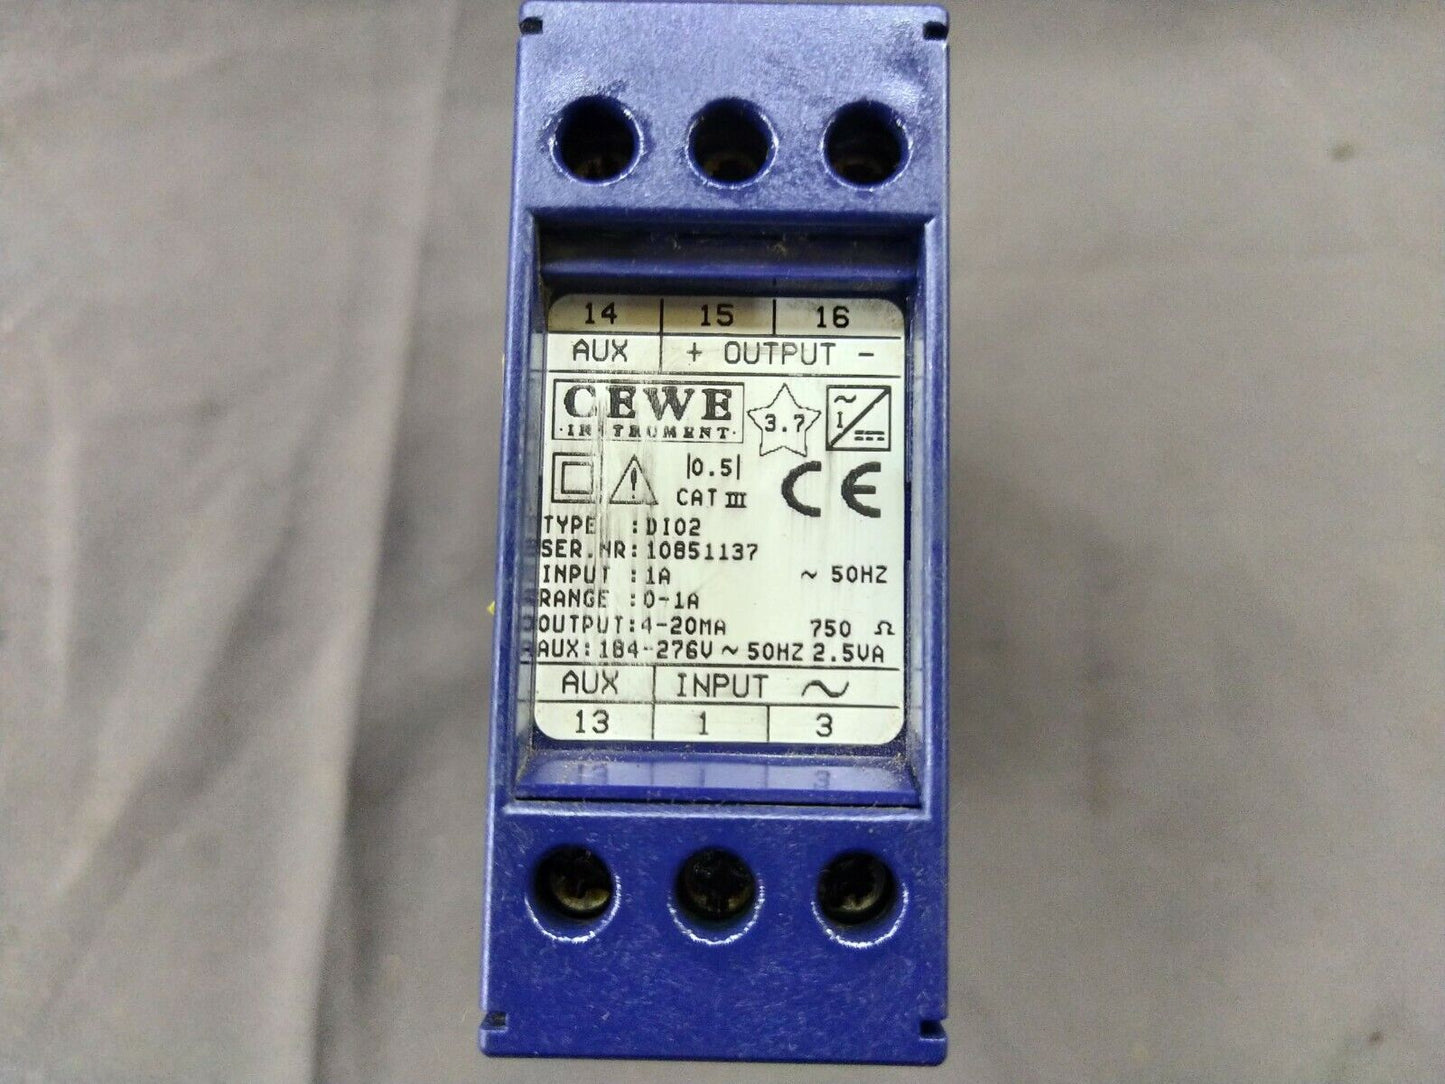 14 15 16
AUX + OUTPUT -
CEWE
·INSTRUMENT·
3.7
~
I
|0.5|
CAT III
CE
TYPE :DI02
SER.NR:10851137
INPUT :1A ~ 50HZ
RANGE :0-1A
OUTPUT:4-20MA 750 Ω
AUX:184-276V ~ 50HZ 2.5VA
AUX INPUT ~
13 1 3